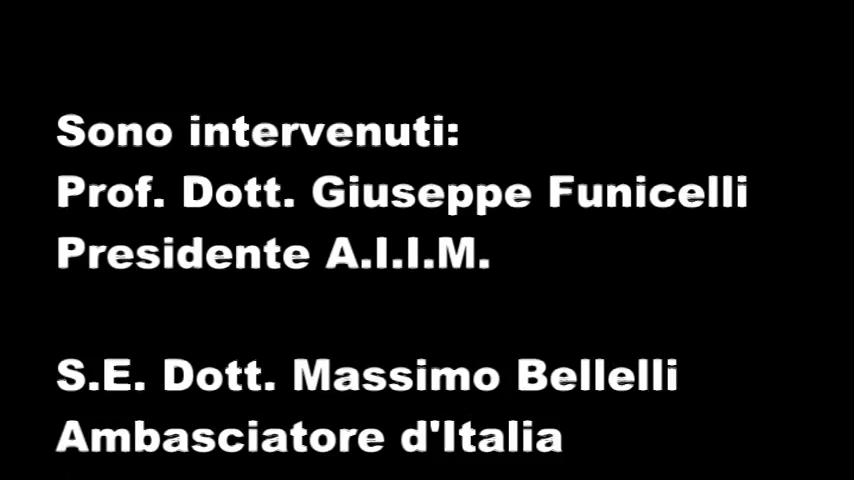 Sono intervenuti:
Prof. Dott. Giuseppe Funicelli
Presidente A.I.I.M.
S.E. Dott. Massimo Bellelli
Ambasciatore d'Italia